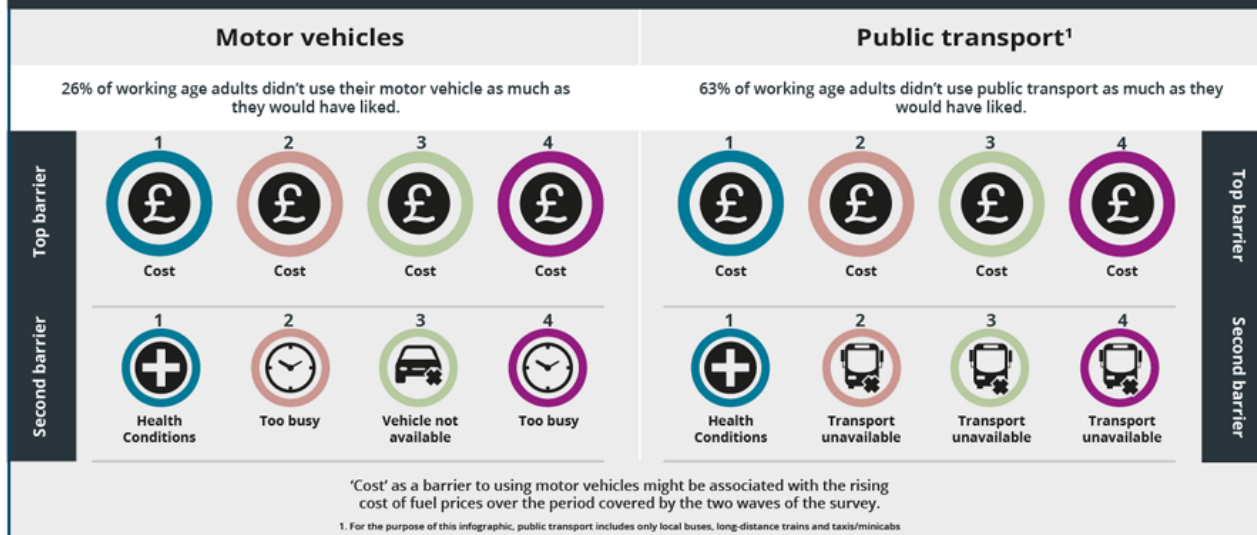 Motor vehicles
Public transport¹
26% of working age adults didn't use their motor vehicle as much as
they would have liked.
63% of working age adults didn't use public transport as much as they
would have liked.
Top barrier
1 2 3 4
£ £ £ £
Cost Cost Cost Cost
1 2 3 4
£ £ £ £
Cost Cost Cost Cost
Top barrier
Second barrier
1 2 3 4
Health Too busy Vehicle not Too busy
Conditions available
1 2 3 4
Health Transport Transport Transport
Conditions unavailable unavailable unavailable
Second barrier
'Cost' as a barrier to using motor vehicles might be associated with the rising
cost of fuel prices over the period covered by the two waves of the survey.
1. For the purpose of this infographic, public transport includes only local buses, long-distance trains and taxis/minicabs